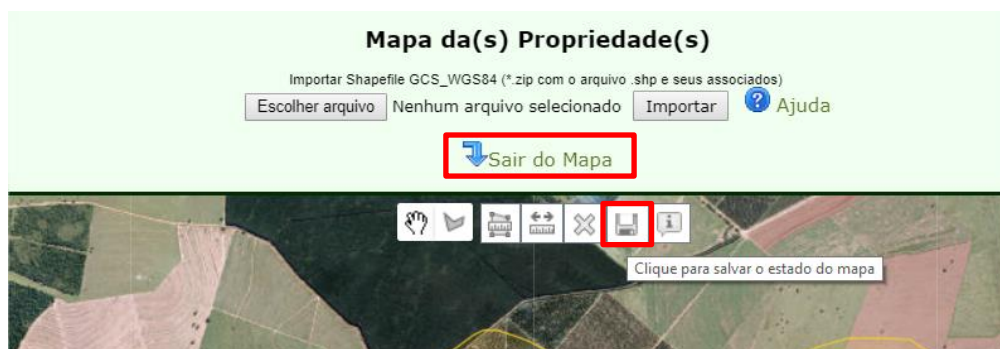 Mapa da(s) Propriedade(s)
Importar Shapefile GCS_WGS84 (*.zip com o arquivo .shp e seus associados)
Escolher arquivo Nenhum arquivo selecionado Importar ? Ajuda
Sair do Mapa
Clique para salvar o estado do mapa